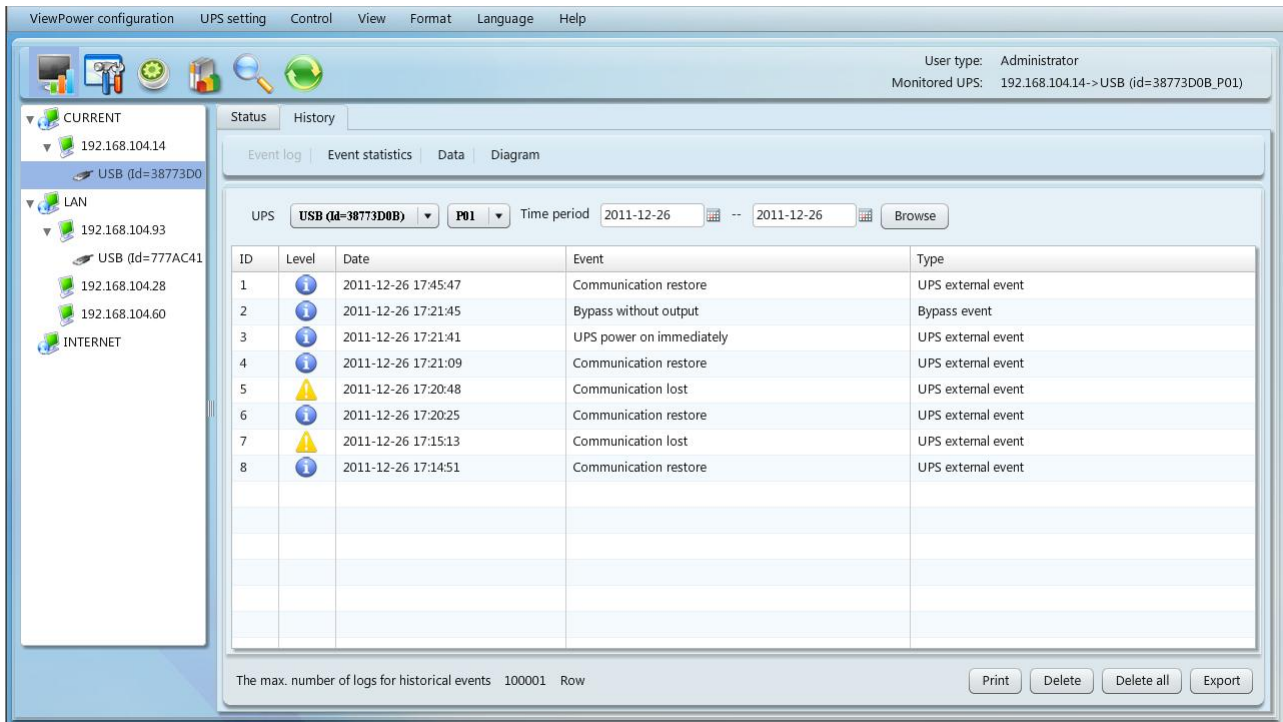 ViewPower configuration UPS setting Control View Format Language Help
User type: Administrator
Monitored UPS: 192.168.104.14->USB (id=38773D0B_P01)
CURRENT
192.168.104.14
USB (Id=38773D0
LAN
192.168.104.93
USB (Id=777AC41
192.168.104.28
192.168.104.60
INTERNET
Status History
Event log Event statistics Data Diagram
UPS USB (Id=38773D0B) P01 Time period 2011-12-26 -- 2011-12-26 Browse
ID Level Date Event Type
1 2011-12-26 17:45:47 Communication restore UPS external event
2 2011-12-26 17:21:45 Bypass without output Bypass event
3 2011-12-26 17:21:41 UPS power on immediately UPS external event
4 2011-12-26 17:21:09 Communication restore UPS external event
5 2011-12-26 17:20:48 Communication lost UPS external event
6 2011-12-26 17:20:25 Communication restore UPS external event
7 2011-12-26 17:15:13 Communication lost UPS external event
8 2011-12-26 17:14:51 Communication restore UPS external event
The max. number of logs for historical events 100001 Row
Print Delete Delete all Export